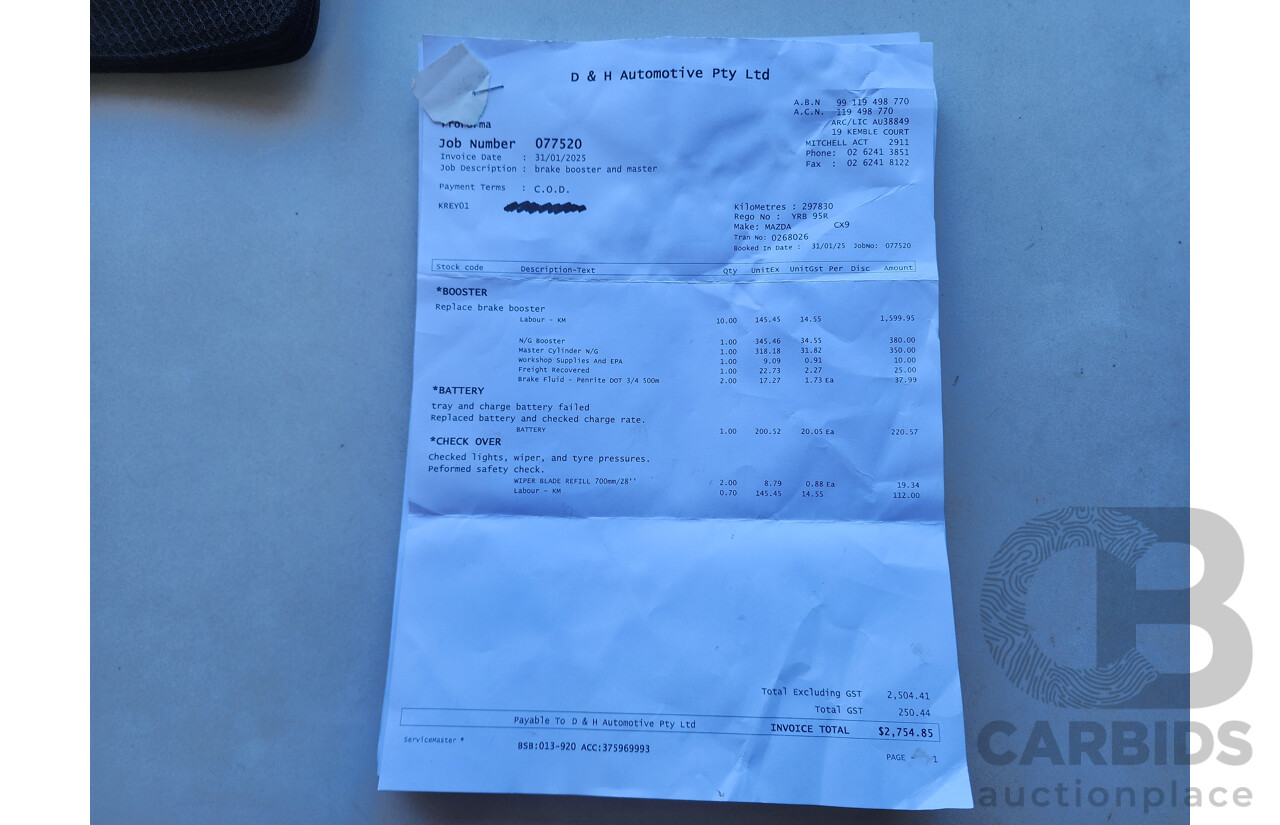 D & H Automotive Pty Ltd
A.B.N 99 119 498 770
A.C.N. 119 498 770
ARC/LIC AU38849
19 KEMBLE COURT
MITCHELL ACT 2911
Phone: 02 6241 3851
Fax : 02 6241 8122
ProForma
Job Number 077520
Invoice Date : 31/01/2025
Job Description : brake booster and master
Payment Terms : C.O.D.
KREY01
KiloMetres : 297830
Rego No : YRB 95R
Make: MAZDA CX9
Tran No: 0268026
Booked In Date : 31/01/25 JobNo: 077520
Stock code Description-Text Qty UnitEx UnitGst Per Disc Amount
*BOOSTER
Replace brake booster
Labour - KM 10.00 145.45 14.55 1,599.95
N/G Booster 1.00 345.46 34.55 380.00
Master Cylinder N/G 1.00 318.18 31.82 350.00
Workshop Supplies And EPA 1.00 9.09 0.91 10.00
Freight Recovered 1.00 22.73 2.27 25.00
Brake Fluid - Penrite DOT 3/4 500m 2.00 17.27 1.73 Ea 37.99
*BATTERY
tray and charge battery failed
Replaced battery and checked charge rate.
BATTERY 1.00 200.52 20.05 Ea 220.57
*CHECK OVER
Checked lights, wiper, and tyre pressures.
Peformed safety check.
WIPER BLADE REFILL 700mm/28'' 2.00 8.79 0.88 Ea 19.34
Labour - KM 0.70 145.45 14.55 112.00
Total Excluding GST 2,504.41
Total GST 250.44
Payable To D & H Automotive Pty Ltd INVOICE TOTAL $2,754.85
ServiceMaster *
BSB:013-920 ACC:375969993
PAGE - 1
CB
CARBIDS
auctionplace